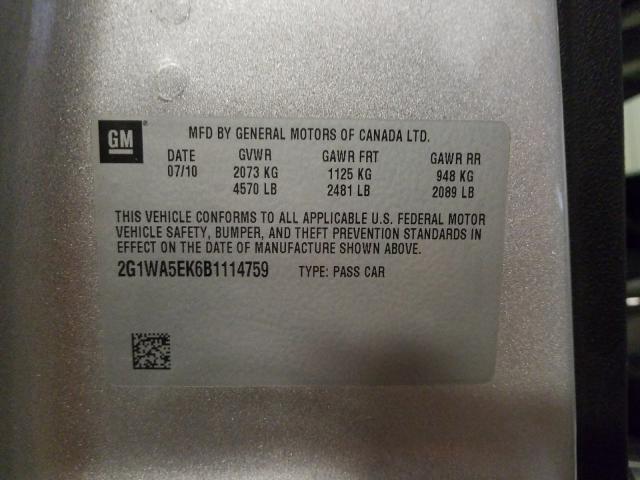 GM
MFD BY GENERAL MOTORS OF CANADA LTD.
DATE GVWR GAWR FRT GAWR RR
07/10 2073 KG 1125 KG 948 KG
4570 LB 2481 LB 2089 LB
THIS VEHICLE CONFORMS TO ALL APPLICABLE U.S. FEDERAL MOTOR
VEHICLE SAFETY, BUMPER, AND THEFT PREVENTION STANDARDS IN
EFFECT ON THE DATE OF MANUFACTURE SHOWN ABOVE.
2G1WA5EK6B1114759 TYPE: PASS CAR